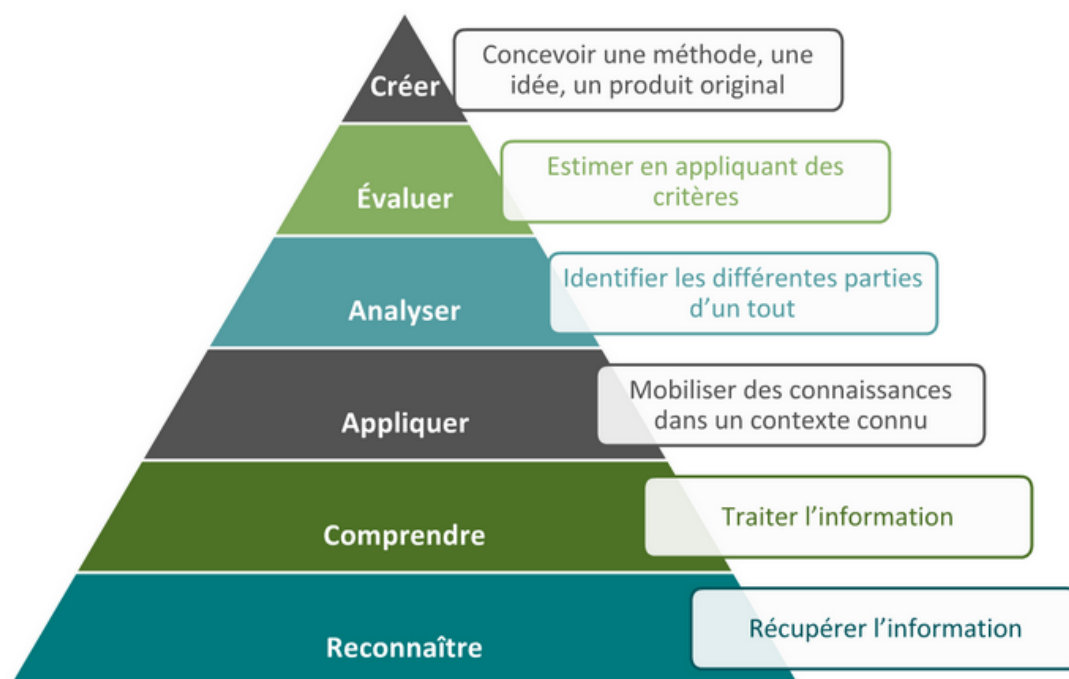 Concevoir une méthode, une
idée, un produit original
Créer
Estimer en appliquant des
critères
Évaluer
Identifier les différentes parties
d’un tout
Analyser
Mobiliser des connaissances
dans un contexte connu
Appliquer
Traiter l’information
Comprendre
Récupérer l’information
Reconnaître